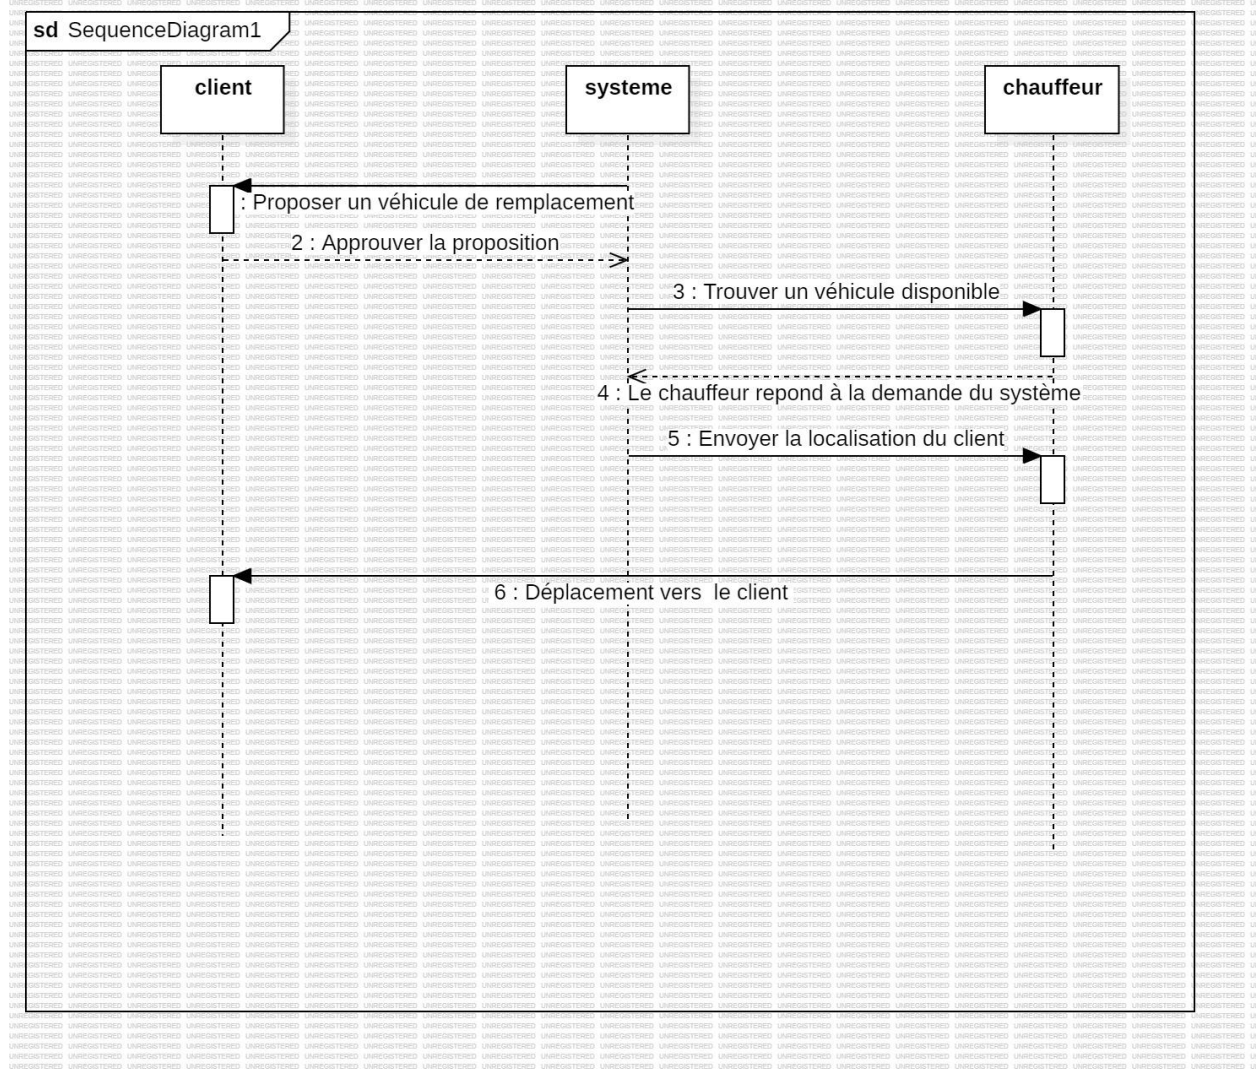 sd SequenceDiagram1
client
systeme
chauffeur
: Proposer un véhicule de remplacement
2 : Approuver la proposition
3 : Trouver un véhicule disponible
4 : Le chauffeur repond à la demande du système
5 : Envoyer la localisation du client
6 : Déplacement vers  le client
UNREGISTERED